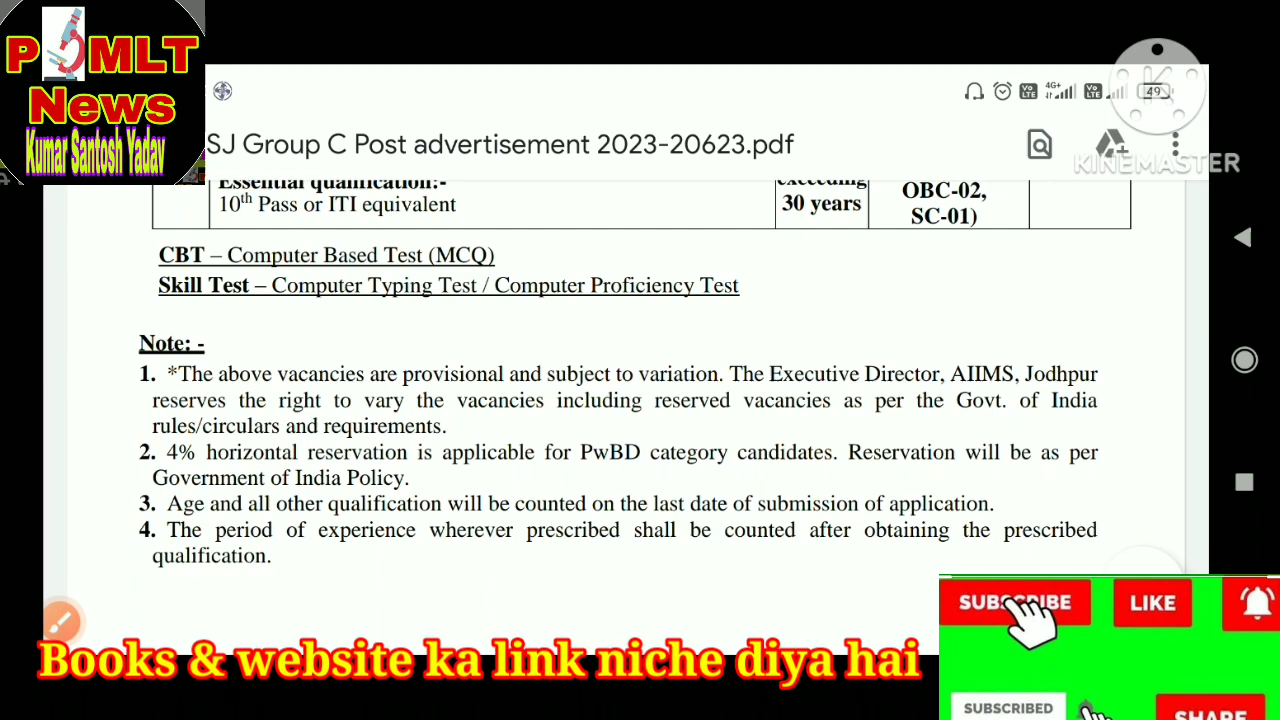 P MLT
News
Kumar Santosh Yadav
4G+
Vo
LTE
Vo
LTE
49
SJ Group C Post advertisement 2023-20623.pdf
KINEMASTER
Essential qualification:-
10th Pass or ITI equivalent
exceeding
30 years
OBC-02,
SC-01)
CBT – Computer Based Test (MCQ)
Skill Test – Computer Typing Test / Computer Proficiency Test
Note: -
1. *The above vacancies are provisional and subject to variation. The Executive Director, AIIMS, Jodhpur
reserves the right to vary the vacancies including reserved vacancies as per the Govt. of India
rules/circulars and requirements.
2. 4% horizontal reservation is applicable for PwBD category candidates. Reservation will be as per
Government of India Policy.
3. Age and all other qualification will be counted on the last date of submission of application.
4. The period of experience wherever prescribed shall be counted after obtaining the prescribed
qualification.
SUBSCRIBE
LIKE
Books & website ka link niche diya hai
SUBSCRIBED
SHARE